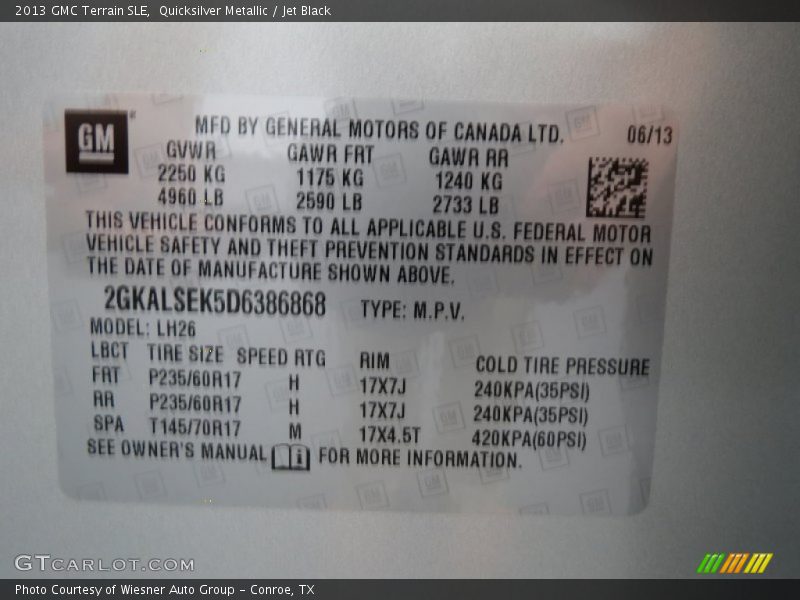 2013 GMC Terrain SLE, Quicksilver Metallic / Jet Black
GM
MFD BY GENERAL MOTORS OF CANADA LTD. 06/13
GVWR GAWR FRT GAWR RR
2250 KG 1175 KG 1240 KG
4960 LB 2590 LB 2733 LB
THIS VEHICLE CONFORMS TO ALL APPLICABLE U.S. FEDERAL MOTOR
VEHICLE SAFETY AND THEFT PREVENTION STANDARDS IN EFFECT ON
THE DATE OF MANUFACTURE SHOWN ABOVE.
2GKALSEK5D6386868 TYPE: M.P.V.
MODEL: LH26
LBCT TIRE SIZE SPEED RTG RIM COLD TIRE PRESSURE
FRT P235/60R17 H 17X7J 240KPA(35PSI)
RR P235/60R17 H 17X7J 240KPA(35PSI)
SPA T145/70R17 M 17X4.5T 420KPA(60PSI)
SEE OWNER'S MANUAL i FOR MORE INFORMATION.
GTCARLOT.COM
Photo Courtesy of Wiesner Auto Group - Conroe, TX